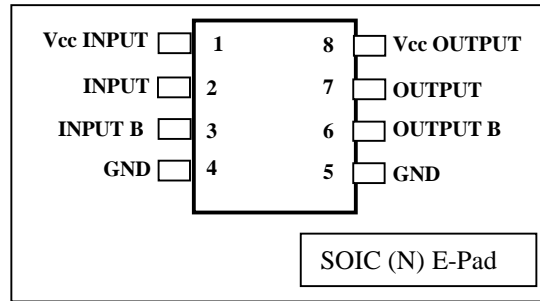 Vcc INPUT 1 8 Vcc OUTPUT
INPUT 2 7 OUTPUT
INPUT B 3 6 OUTPUT B
GND 4 5 GND
SOIC (N) E-Pad